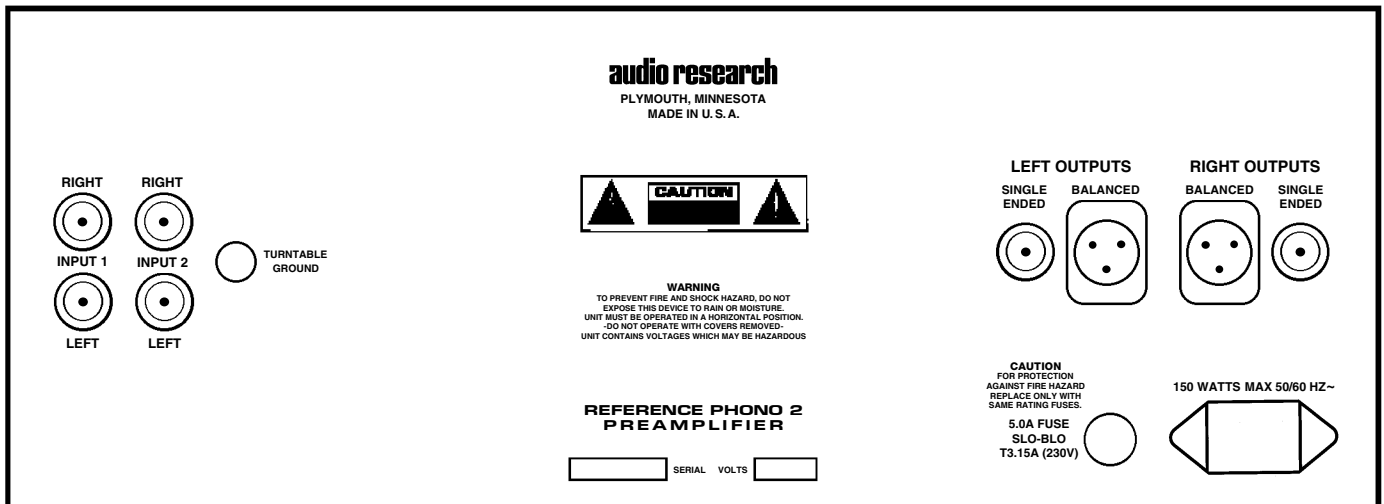 audio research
PLYMOUTH, MINNESOTA
MADE IN U. S. A.
RIGHT RIGHT
INPUT 1 INPUT 2
LEFT LEFT
TURNTABLE
GROUND
CAUTION
WARNING
TO PREVENT FIRE AND SHOCK HAZARD, DO NOT
EXPOSE THIS DEVICE TO RAIN OR MOISTURE.
UNIT MUST BE OPERATED IN A HORIZONTAL POSITION.
-DO NOT OPERATE WITH COVERS REMOVED-
UNIT CONTAINS VOLTAGES WHICH MAY BE HAZARDOUS
REFERENCE PHONO 2
PREAMPLIFIER
SERIAL VOLTS
LEFT OUTPUTS RIGHT OUTPUTS
SINGLE
ENDED
BALANCED
BALANCED
SINGLE
ENDED
CAUTION
FOR PROTECTION
AGAINST FIRE HAZARD
REPLACE ONLY WITH
SAME RATING FUSES.
5.0A FUSE
SLO-BLO
T3.15A (230V)
150 WATTS MAX 50/60 HZ~